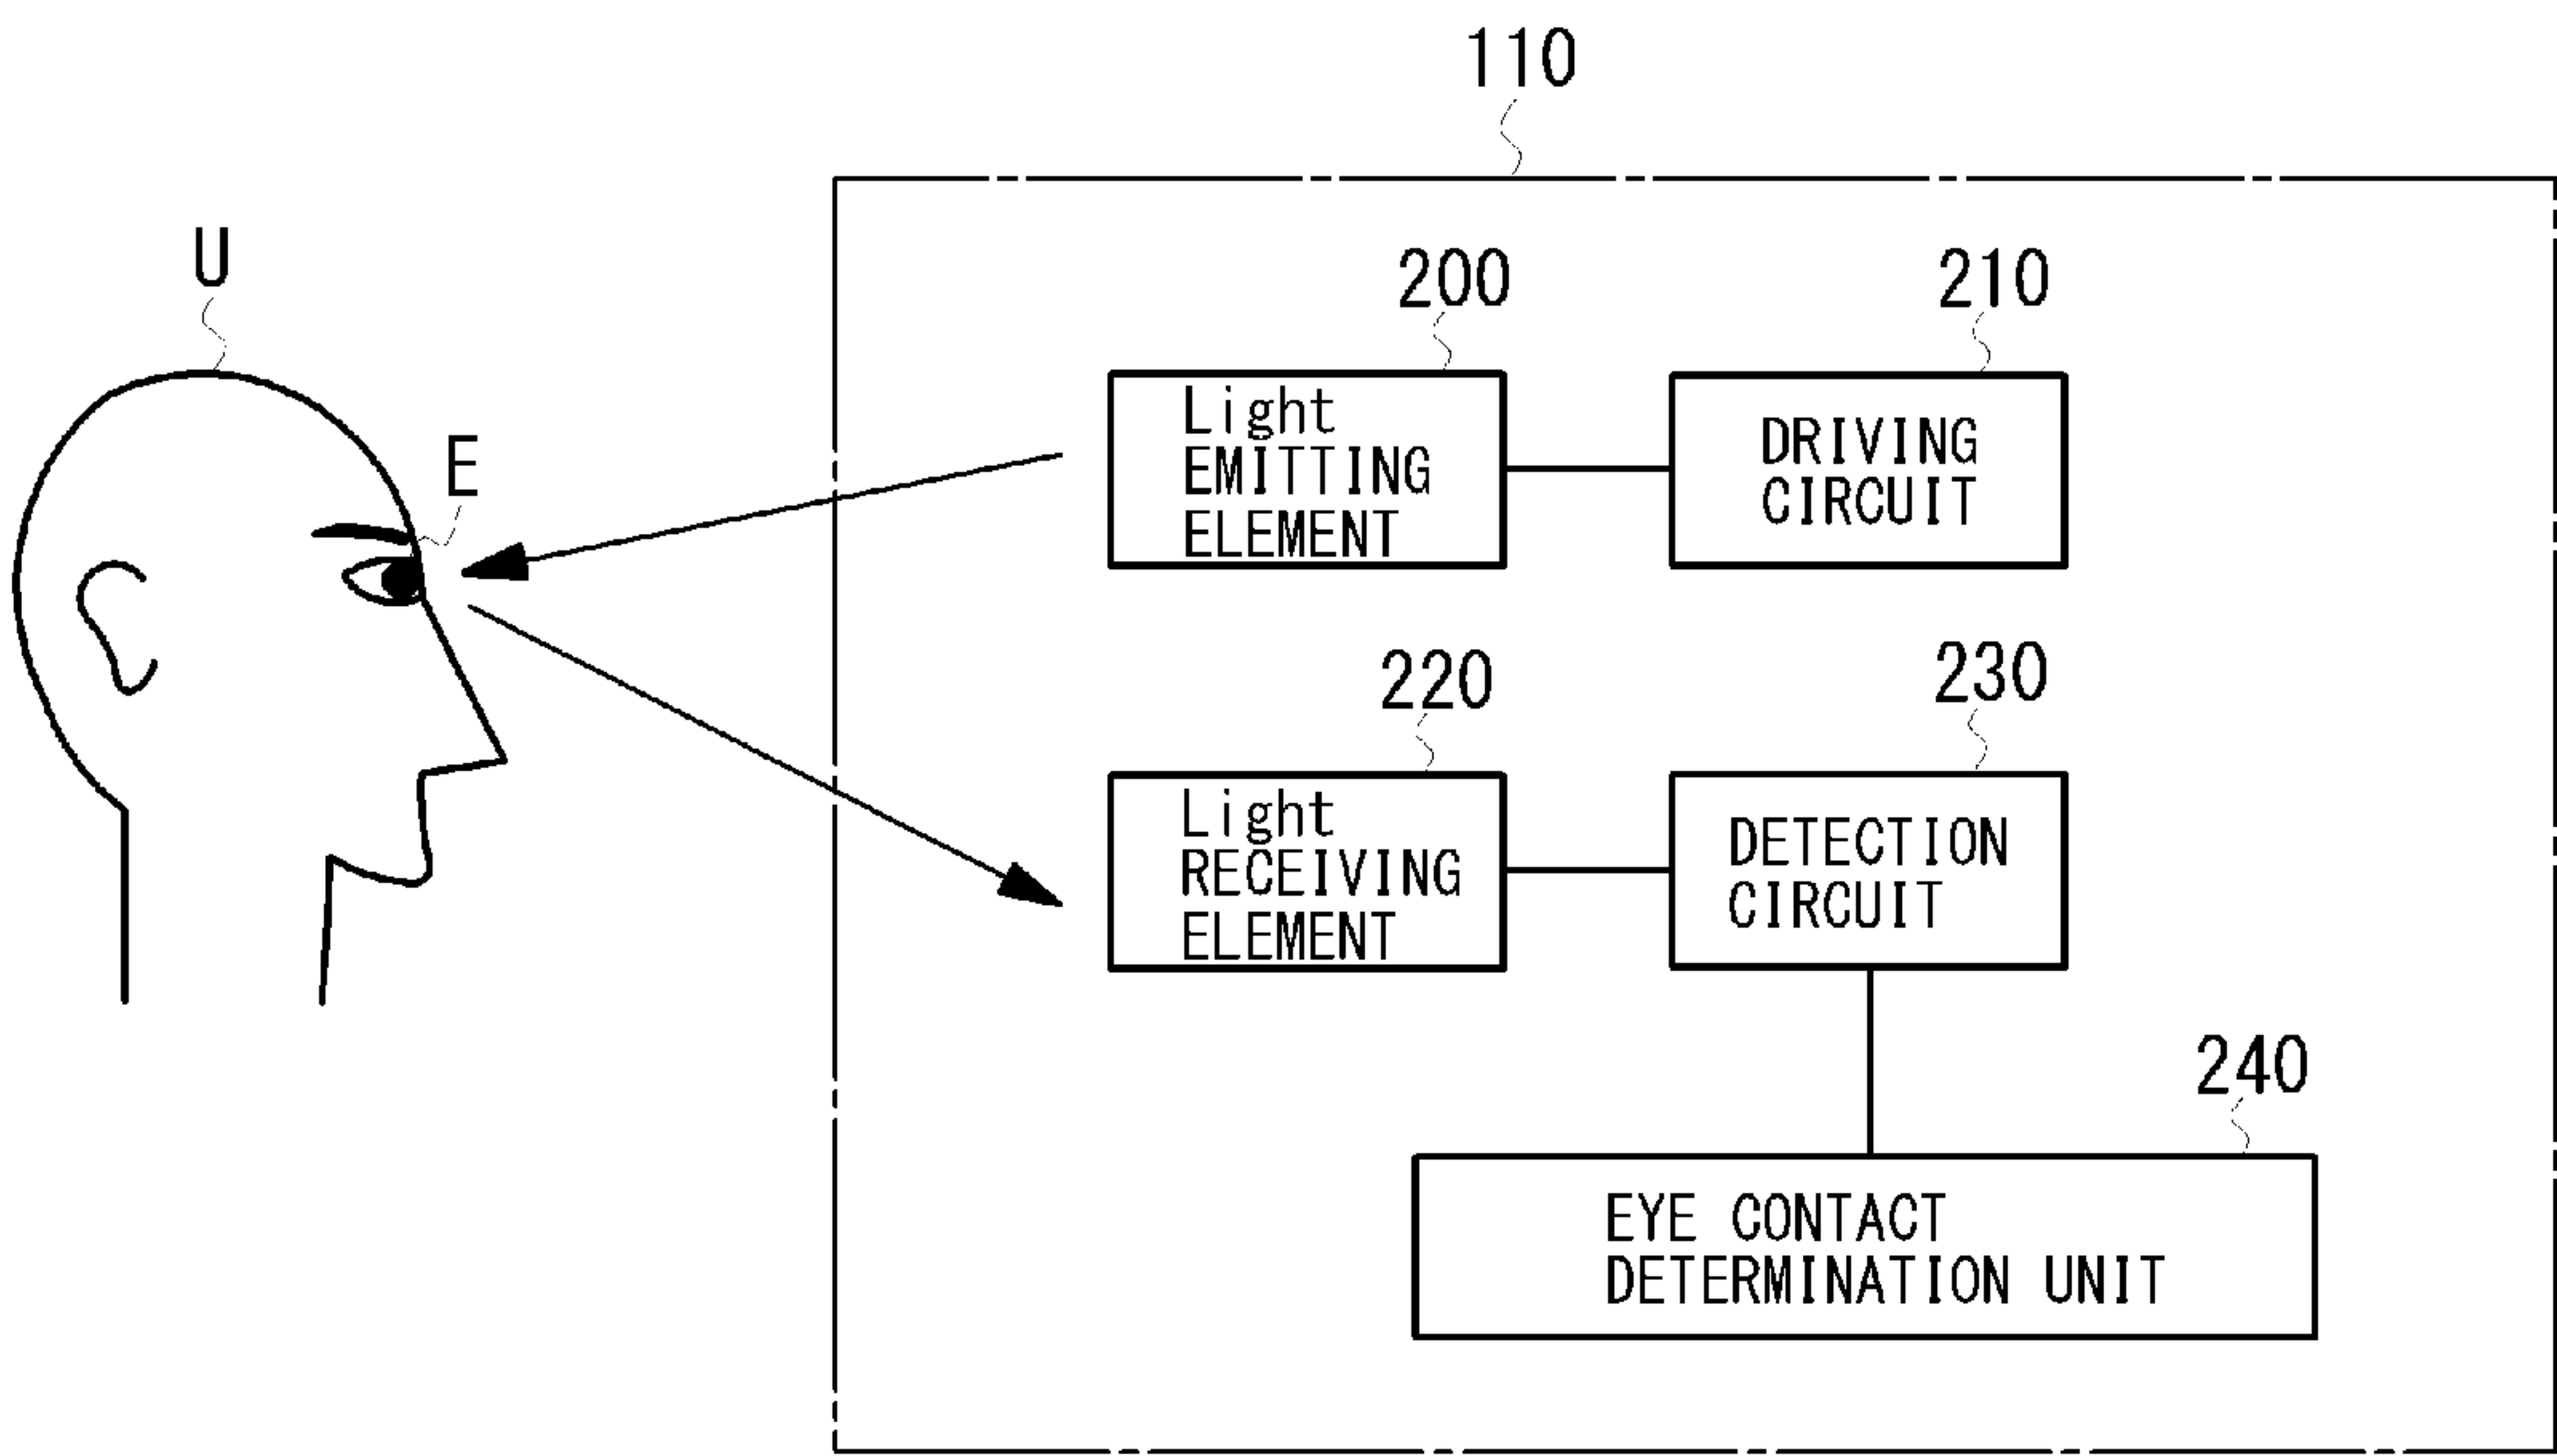 110
U
200
210
E
Light
EMITTING
ELEMENT
DRIVING
CIRCUIT
220
230
Light
RECEIVING
ELEMENT
DETECTION
CIRCUIT
240
EYE CONTACT
DETERMINATION UNIT